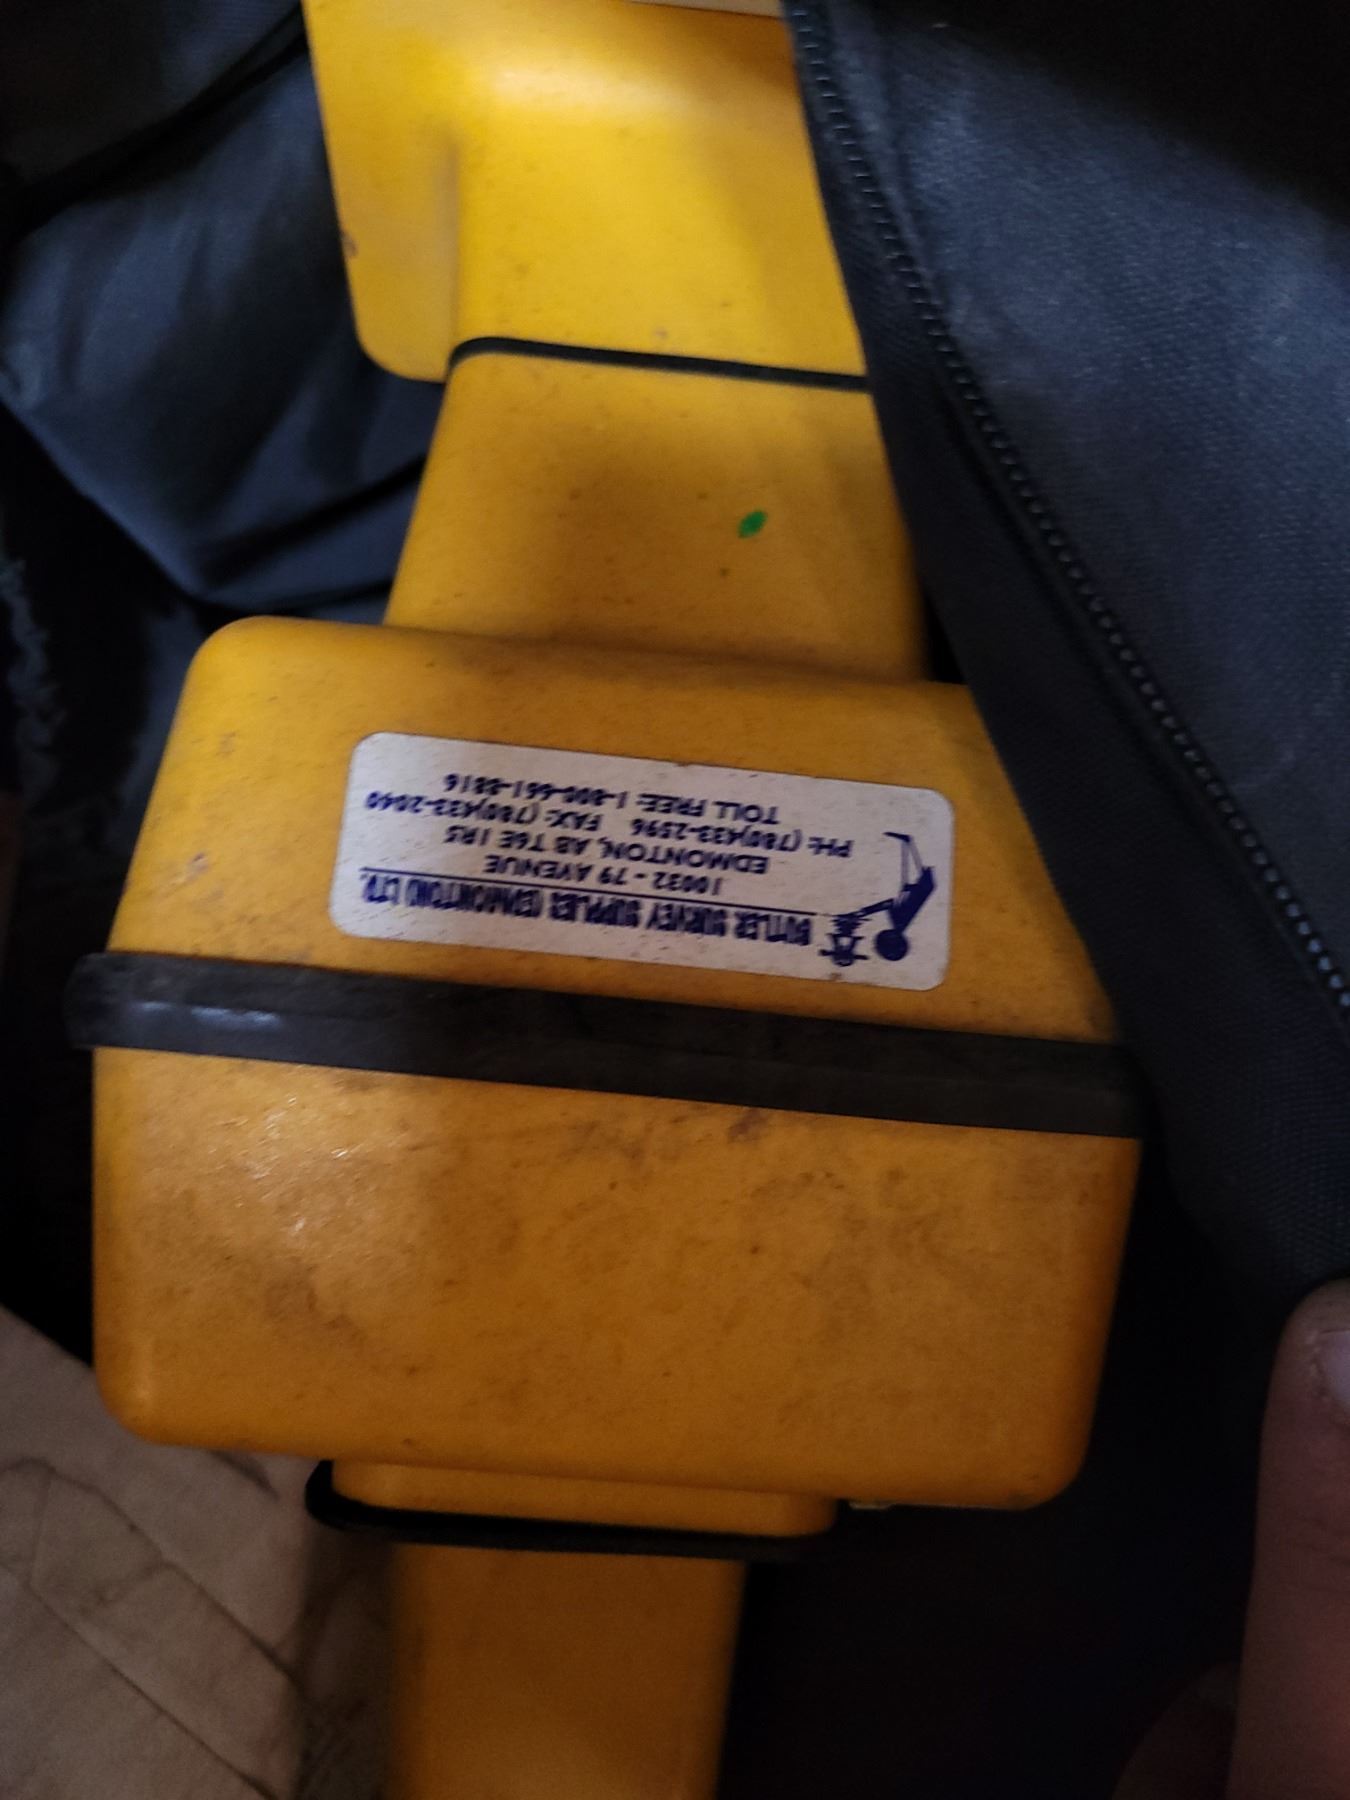 BUTLER SURVEY SUPPLIES (EDMONTON) LTD.
10032 - 79 AVENUE
EDMONTON, AB T6E 1R5
PH: (780)433-2596 FAX: (780)433-2040
TOLL FREE: 1-800-661-8816